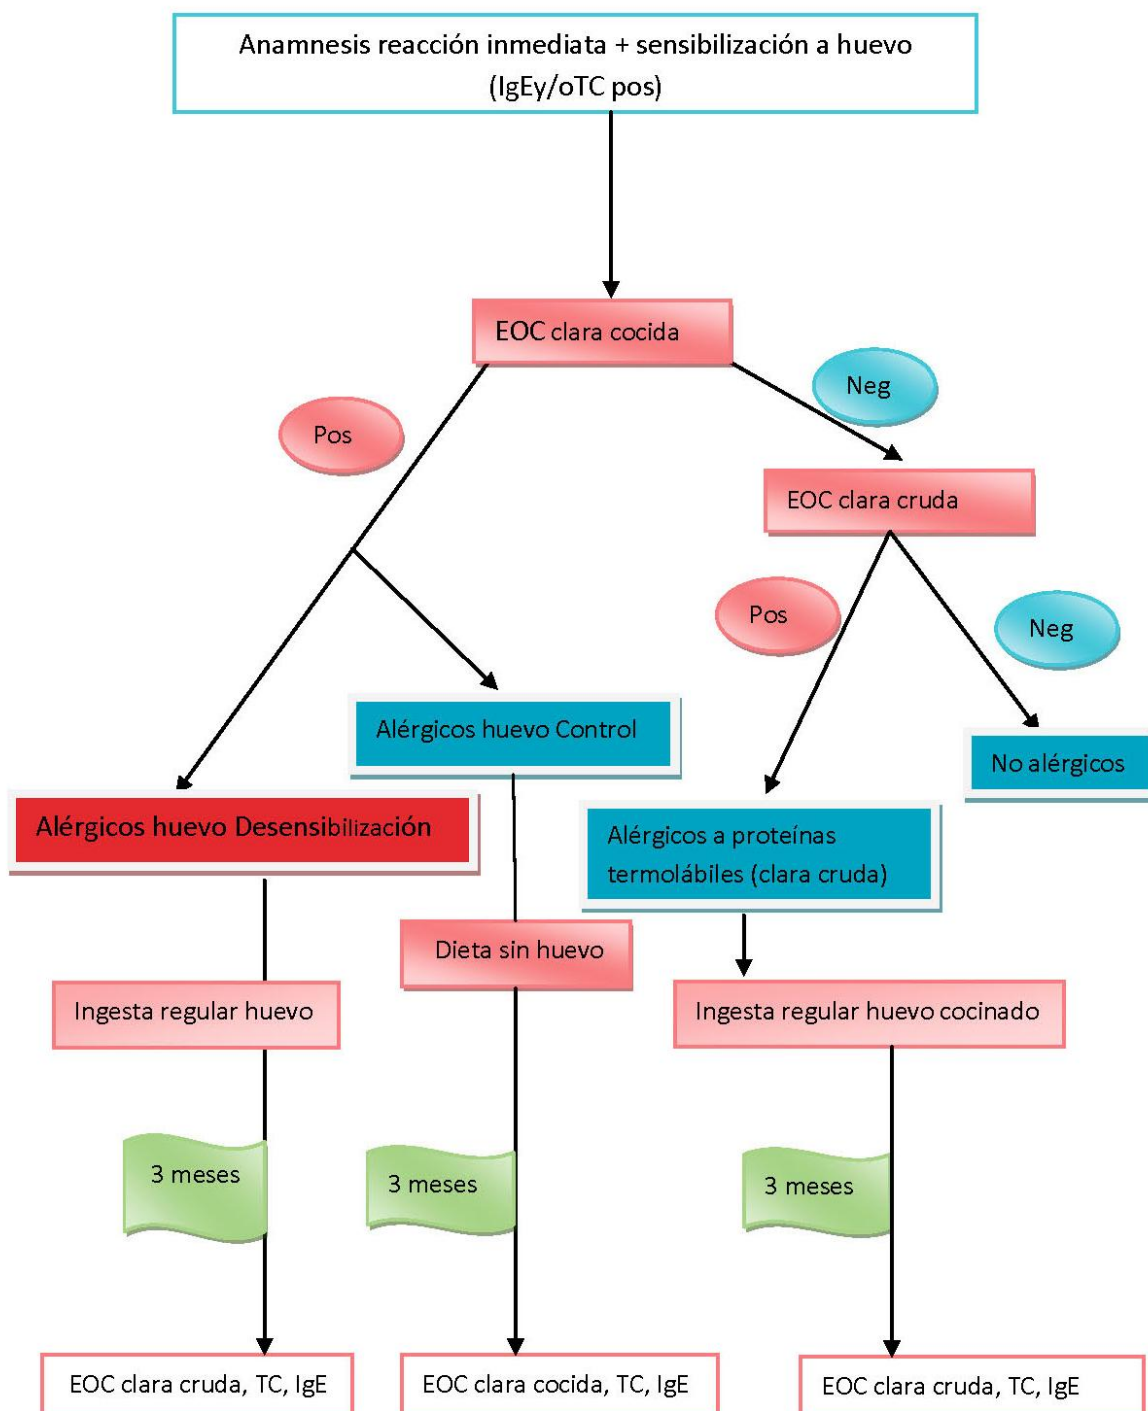 Anamnesis reacción inmediata + sensibilización a huevo
(IgEy/oTC pos)
EOC clara cocida
Neg
Pos
EOC clara cruda
Pos
Neg
Alérgicos huevo Control
No alérgicos
Alérgicos huevo Desensibilización
Alérgicos a proteínas
termolábiles (clara cruda)
Dieta sin huevo
Ingesta regular huevo
Ingesta regular huevo cocinado
3 meses
3 meses
3 meses
EOC clara cruda, TC, IgE
EOC clara cocida, TC, IgE
EOC clara cruda, TC, IgE